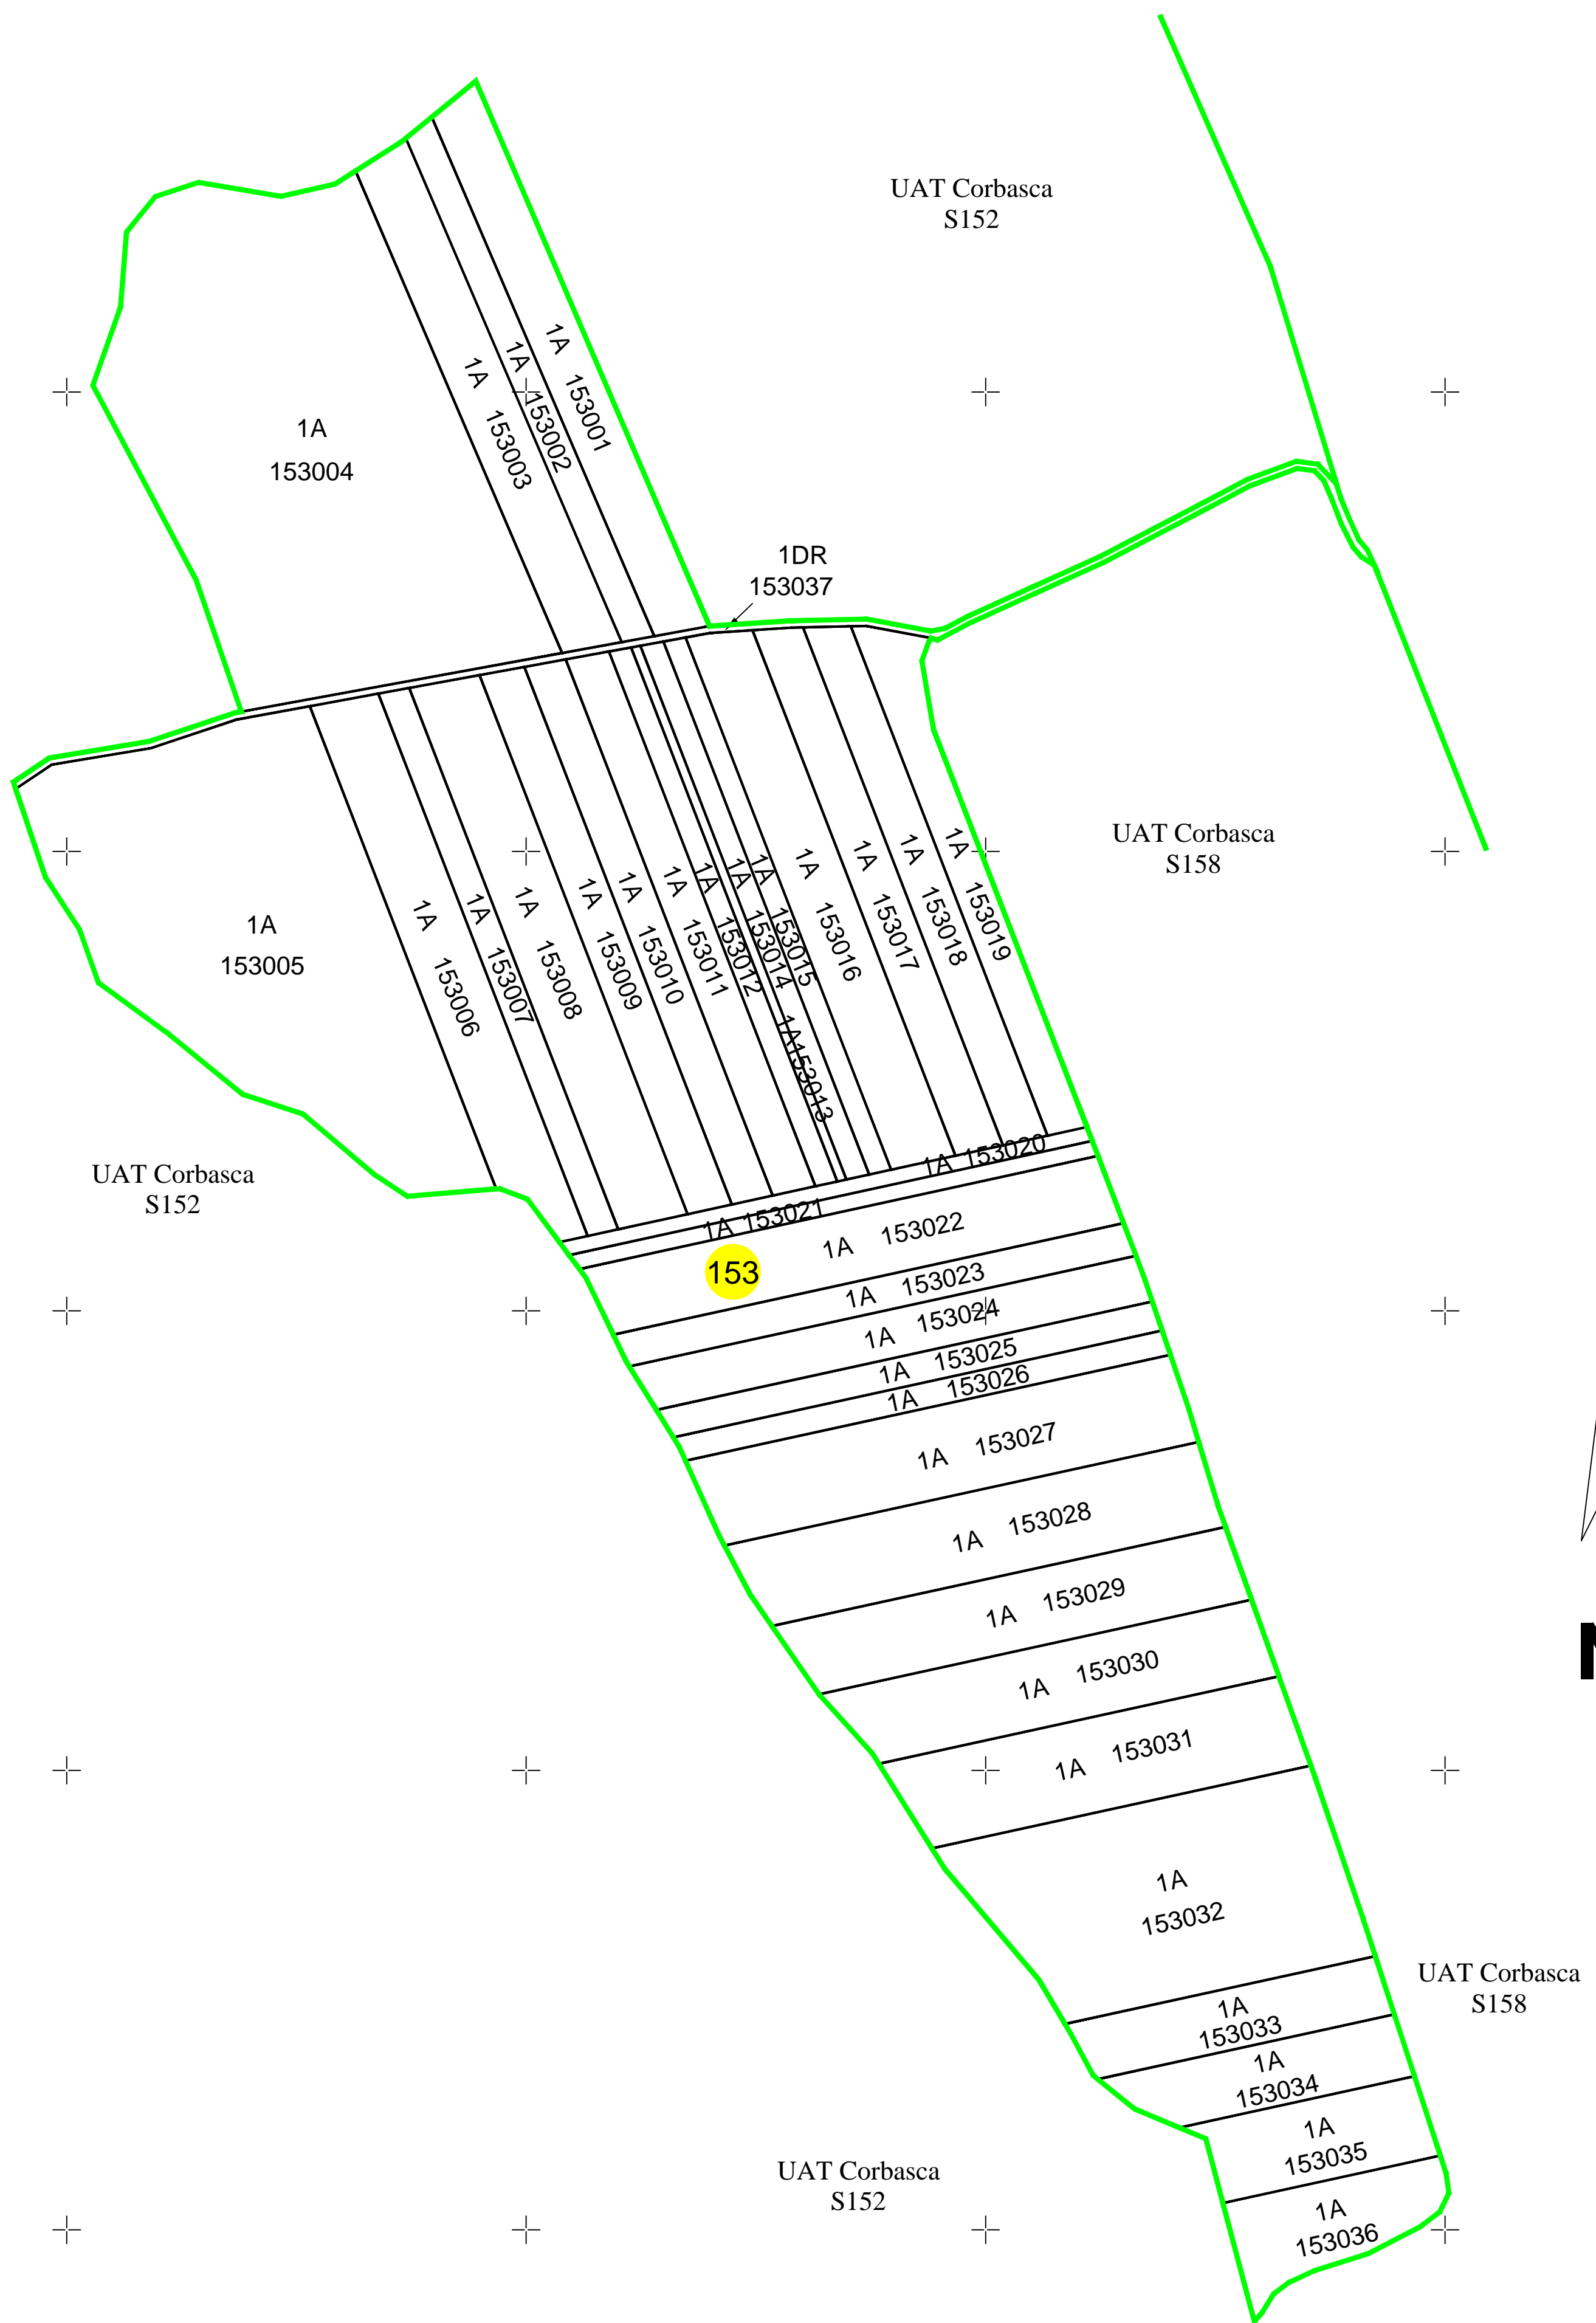 UAT Corbasca
S152
1A 153001
1A 153002
1A 153003
1A
153004
1DR
153037
UAT Corbasca
S158
1A
153005
1A 153006
1A 153007
1A 153008
1A 153009
1A 153010
1A 153011
1A 153012
1A 153013
1A 153014
1A 153015
1A 153016
1A 153017
1A 153018
1A 153019
UAT Corbasca
S152
1A 153020
1A 153021
1A 153022
153
1A 153023
1A 153024
1A 153025
1A 153026
1A 153027
1A 153028
1A 153029
1A 153030
1A 153031
1A
153032
UAT Corbasca
S158
1A
153033
1A
153034
1A
153035
UAT Corbasca
S152
1A
153036